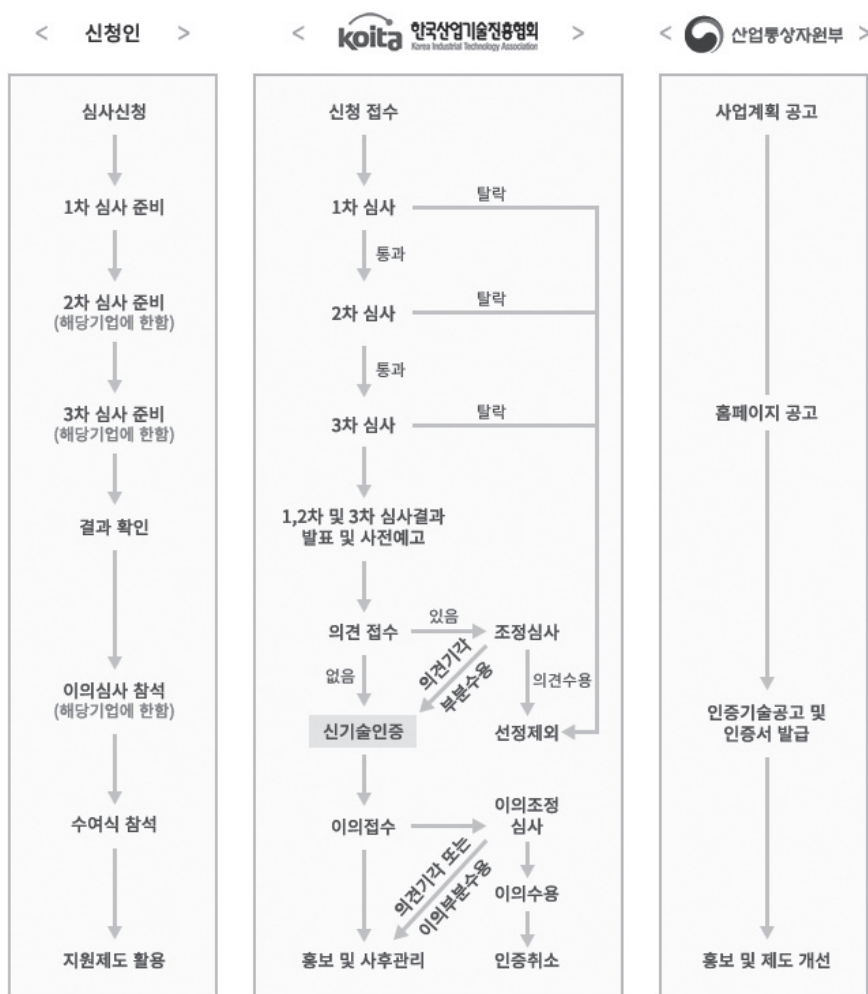 < 신청인 >
심사신청
1차 심사 준비
2차 심사 준비
(해당기업에 한함)
3차 심사 준비
(해당기업에 한함)
결과 확인
이의심사 참석
(해당기업에 한함)
수여식 참석
지원제도 활용
< koita 한국산업기술진흥협회 >
Korea Industrial Technology Association
신청 접수
1차 심사
탈락
통과
2차 심사
탈락
통과
3차 심사
탈락
1,2차 및 3차 심사결과
발표 및 사전예고
의견 접수
있음
조정심사
없음
의견기각
부분수용
의견수용
신기술인증
선정제외
이의접수
이의조정
심사
의견기각 또는
이의부분수용
이의수용
홍보 및 사후관리
인증취소
< 산업통상자원부 >
사업계획 공고
홈페이지 공고
인증기술공고 및
인증서 발급
홍보 및 제도 개선